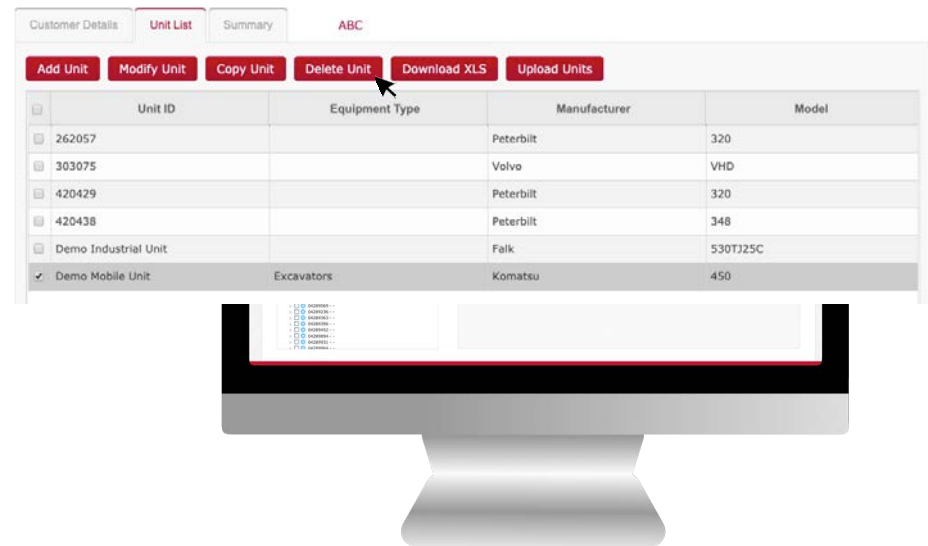 Customer Details Unit List Summary ABC
Add Unit Modify Unit Copy Unit Delete Unit Download XLS Upload Units
Unit ID Equipment Type Manufacturer Model
262057 Peterbilt 320
303075 Volvo VHD
420429 Peterbilt 320
420438 Peterbilt 348
Demo Industrial Unit Falk 530TJ25C
Demo Mobile Unit Excavators Komatsu 450